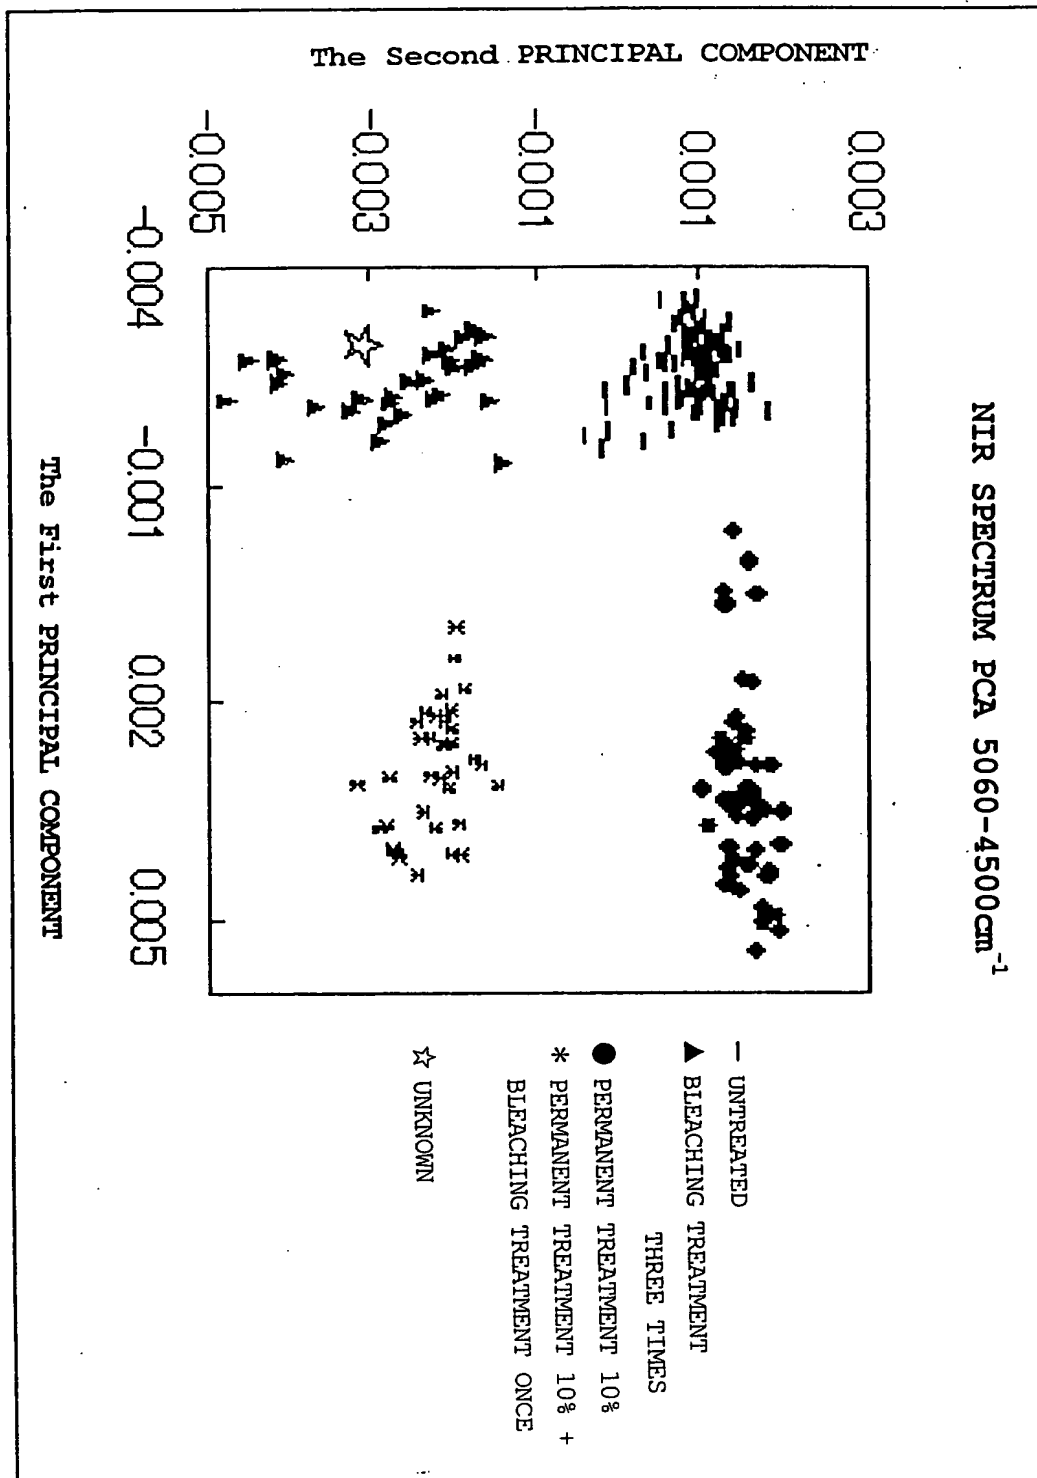 NIR SPECTRUM PCA 5060-4500cm⁻¹
The Second PRINCIPAL COMPONENT
0.003
0.001
-0.001
-0.003
-0.005
-0.004
-0.001
0.002
0.005
The First PRINCIPAL COMPONENT
— UNTREATED
▲ BLEACHING TREATMENT
THREE TIMES
● PERMANENT TREATMENT 10%
* PERMANENT TREATMENT 10% +
BLEACHING TREATMENT ONCE
☆ UNKNOWN